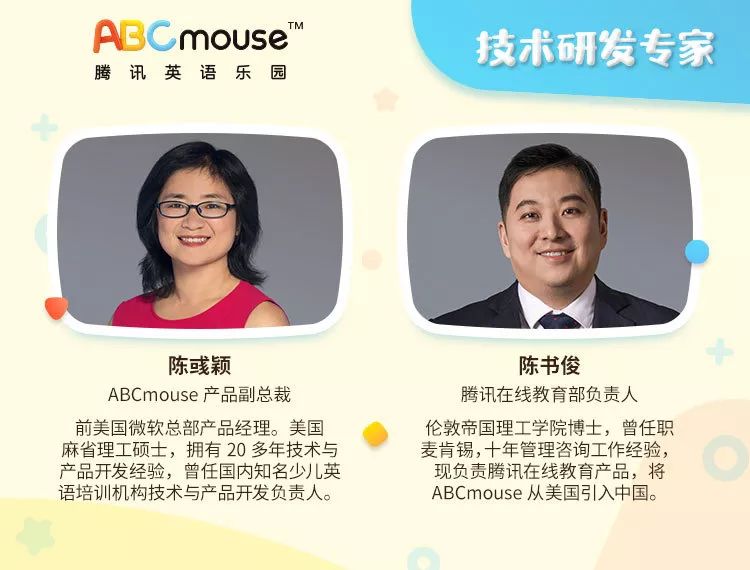 ABCmouse™
腾讯英语乐园
技术研发专家
陈彧颖
ABCmouse 产品副总裁
前美国微软总部产品经理。美国
麻省理工硕士，拥有 20 多年技术与
产品开发经验，曾任国内知名少儿英
语培训机构技术与产品开发负责人。
陈书俊
腾讯在线教育部负责人
伦敦帝国理工学院博士，曾任职
麦肯锡，十年管理咨询工作经验，
现负责腾讯在线教育产品，将
ABCmouse 从美国引入中国。